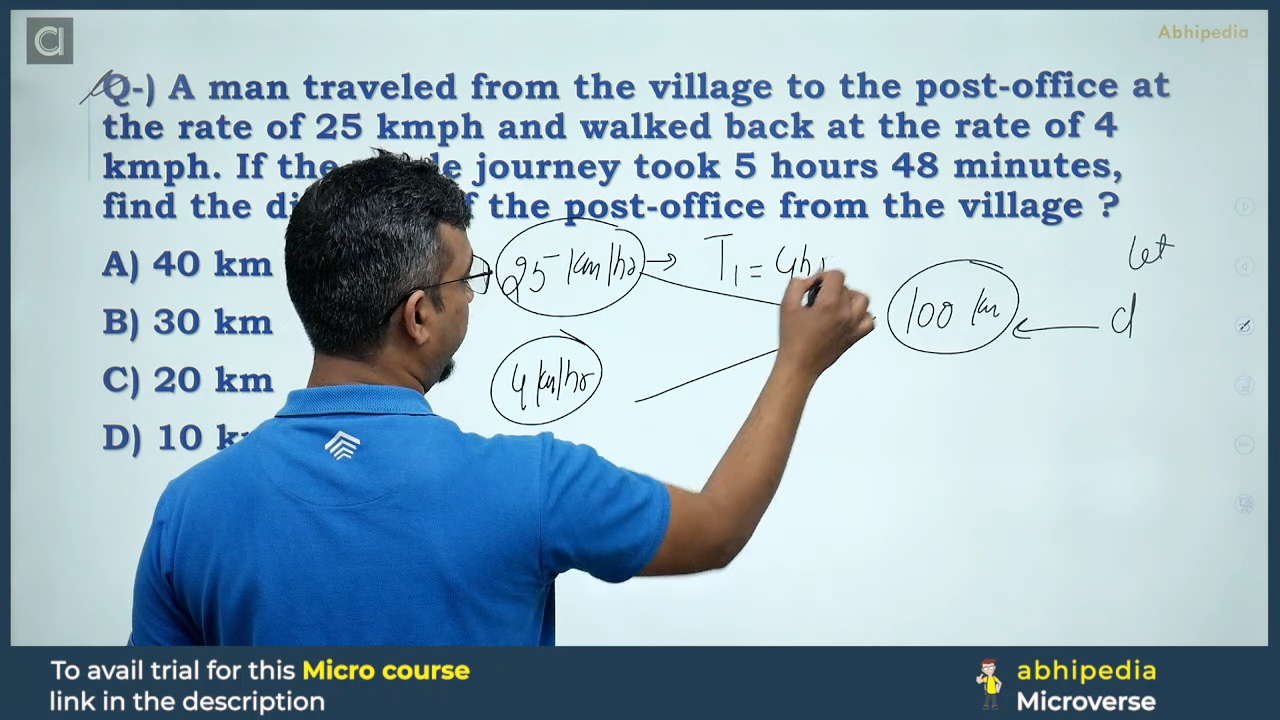 Abhipedia
Q-) A man traveled from the village to the post-office at
the rate of 25 kmph and walked back at the rate of 4
kmph. If the journey took 5 hours 48 minutes,
find the the post-office from the village ?
let
A) 40 km
25 km/hr → T1 = 4hr
B) 30 km
100 km
d
C) 20 km
4 km/hr
D) 10
To avail trial for this Micro course
link in the description
abhipedia
Microverse